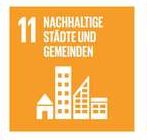 11 NACHHALTIGE
STÄDTE UND
GEMEINDEN